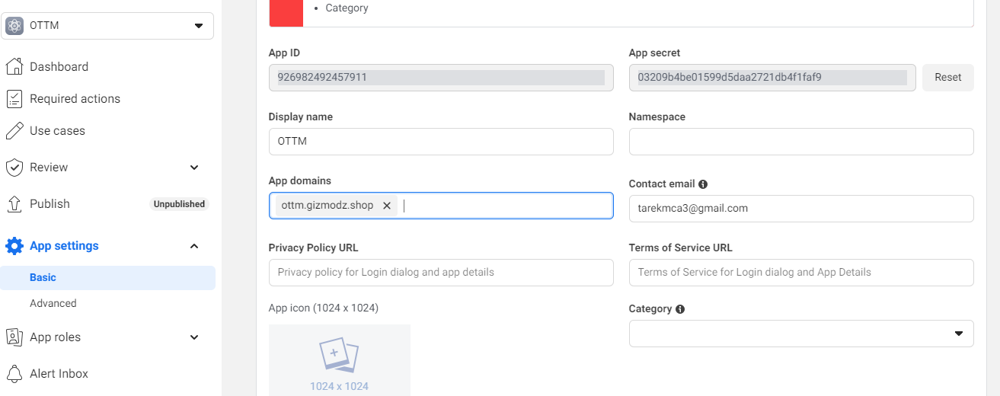 OTTM
Dashboard
Required actions
Use cases
Review
Publish
Unpublished
App settings
Basic
Advanced
App roles
Alert Inbox
• Category
App ID
926982492457911
App secret
03209b4be01599d5daa2721db4f1faf9
Reset
Display name
OTTM
Namespace
App domains
ottm.gizmodz.shop
Contact email
tarekmca3@gmail.com
Privacy Policy URL
Privacy policy for Login dialog and app details
Terms of Service URL
Terms of Service for Login dialog and App Details
App icon (1024 x 1024)
1024 x 1024
Category